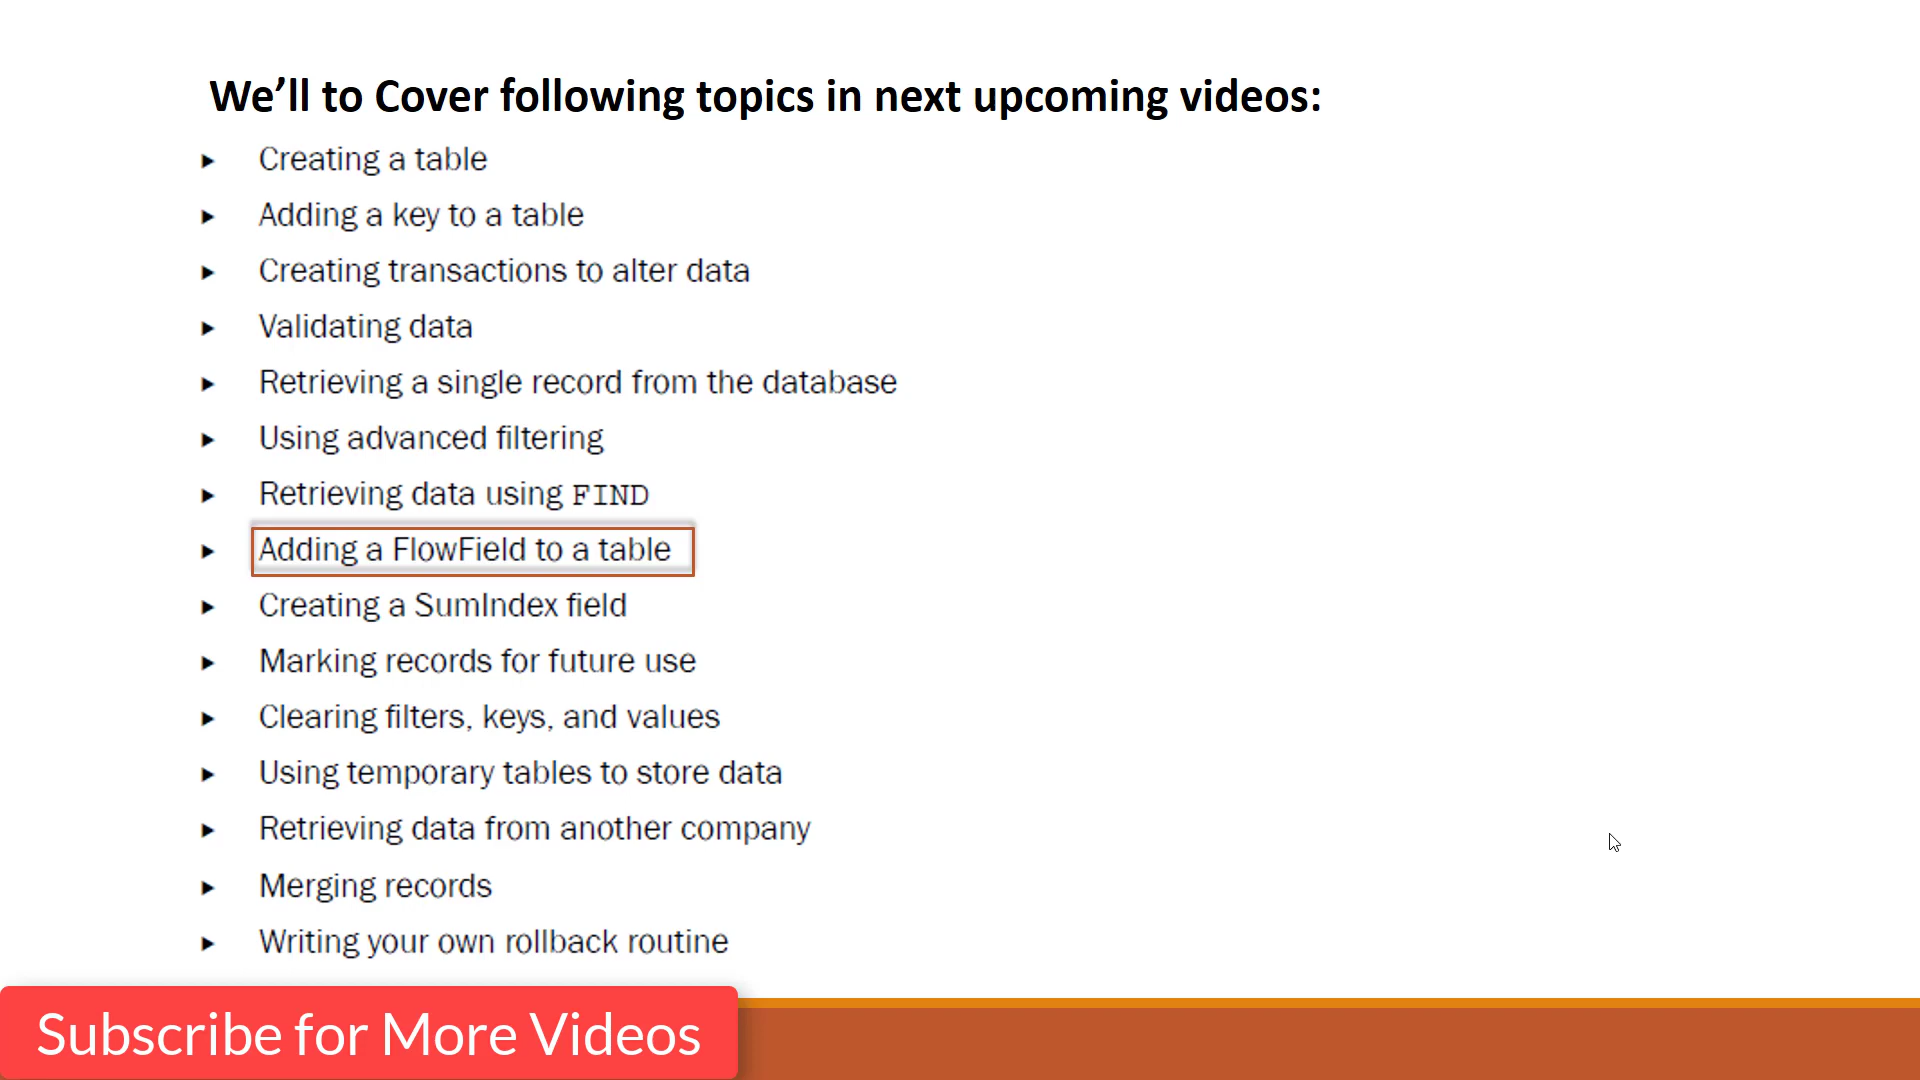 We'll to Cover following topics in next upcoming videos:
Creating a table
Adding a key to a table
Creating transactions to alter data
Validating data
Retrieving a single record from the database
Using advanced filtering
Retrieving data using FIND
Adding a FlowField to a table
Creating a SumIndex field
Marking records for future use
Clearing filters, keys, and values
Using temporary tables to store data
Retrieving data from another company
Merging records
Writing your own rollback routine
Subscribe for More Videos